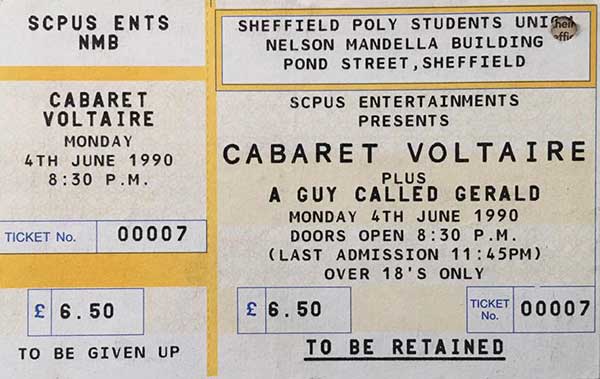 SCPUS ENTS
NMB
CABARET
VOLTAIRE
MONDAY
4TH JUNE 1990
8:30 P.M.
TICKET No. 00007
£ 6.50
TO BE GIVEN UP
SHEFFIELD POLY STUDENTS
NELSON MANDELLA BUILDING
POND STREET,SHEFFIELD
SCPUS ENTERTAINMENTS
PRESENTS
CABARET VOLTAIRE
PLUS
A GUY CALLED GERALD
MONDAY 4TH JUNE 1990
DOORS OPEN 8:30 P.M.
(LAST ADMISSION 11:45PM)
OVER 18'S ONLY
£ 6.50
TICKET No. 00007
TO BE RETAINED